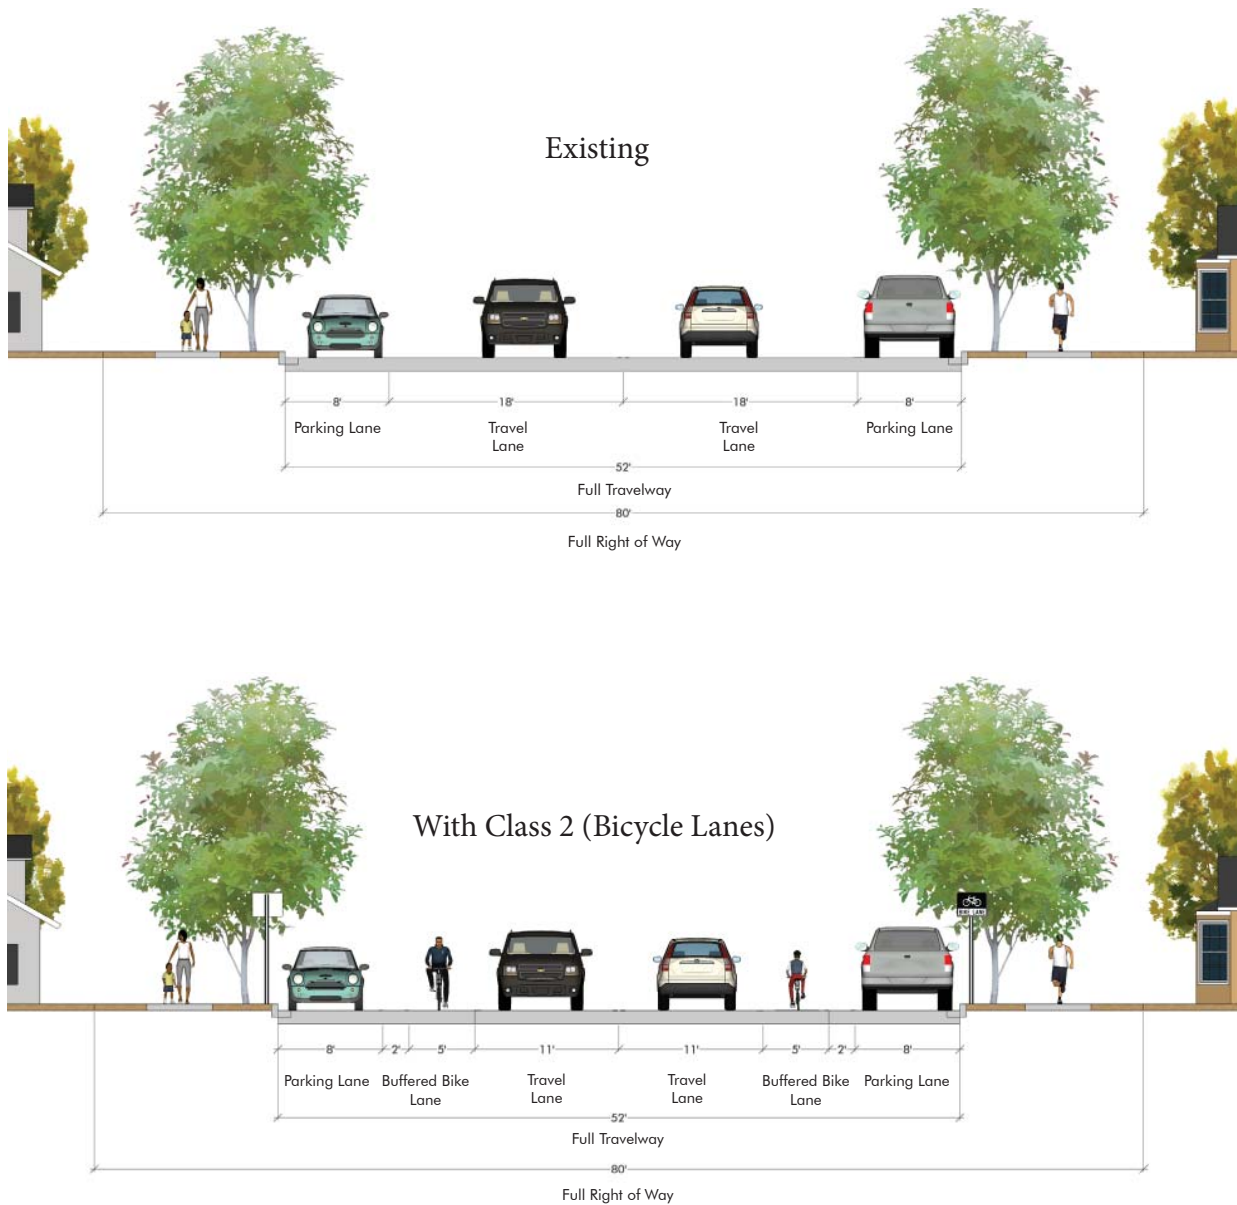 Existing
8' 18' 18' 8'
Parking Lane Travel Lane Travel Lane Parking Lane
52'
Full Travelway
80'
Full Right of Way
With Class 2 (Bicycle Lanes)
BIKE LANE
8' 2' 5' 11' 11' 5' 2' 8'
Parking Lane Buffered Bike Lane Travel Lane Travel Lane Buffered Bike Lane Parking Lane
52'
Full Travelway
80'
Full Right of Way